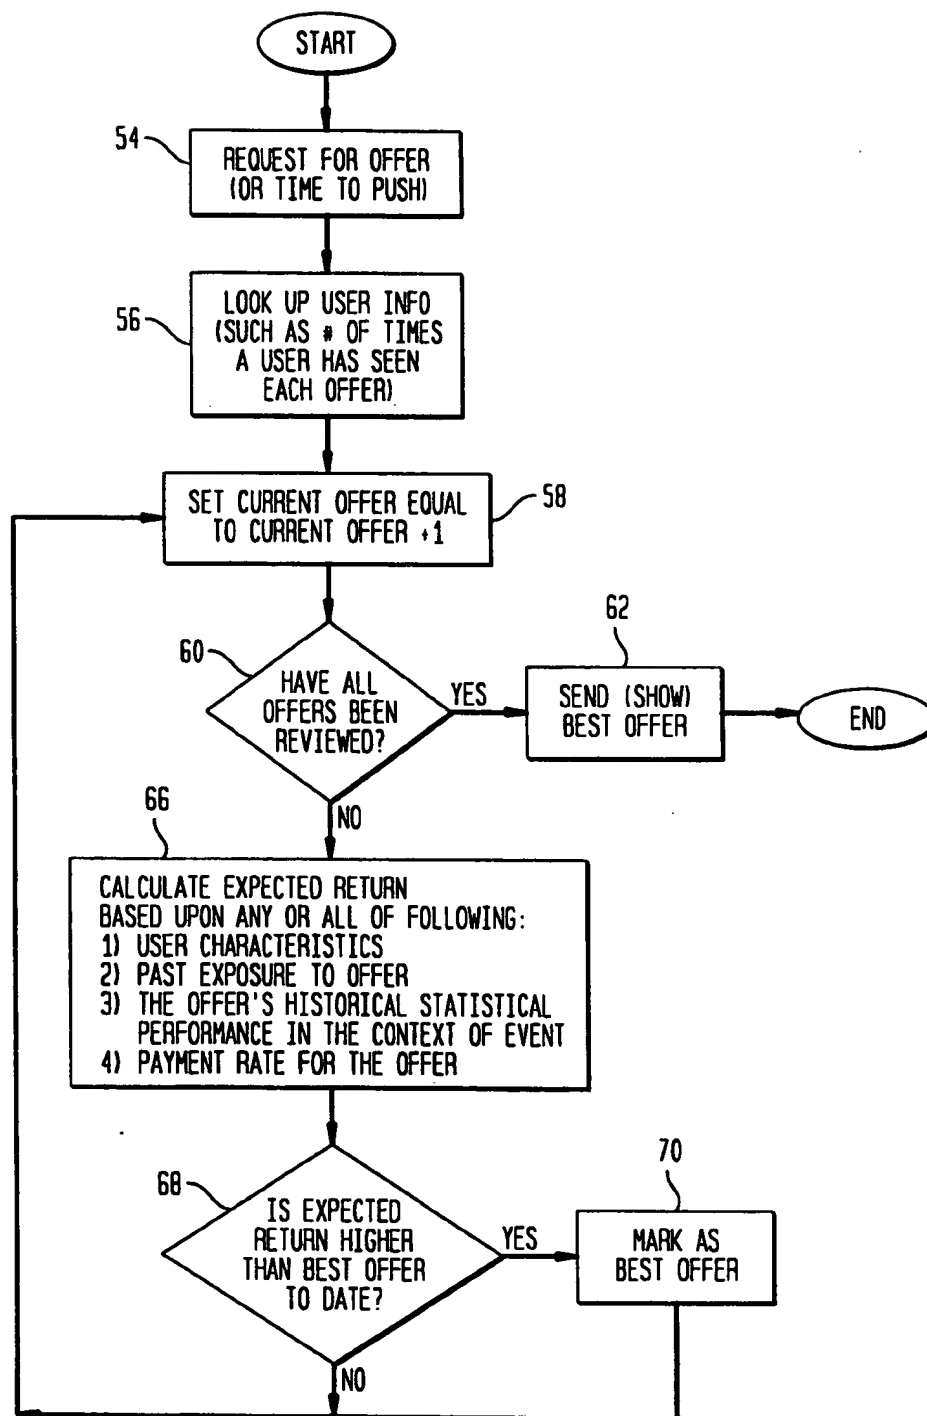 START
54
REQUEST FOR OFFER
(OR TIME TO PUSH)
56
LOOK UP USER INFO
(SUCH AS # OF TIMES
A USER HAS SEEN
EACH OFFER)
SET CURRENT OFFER EQUAL
TO CURRENT OFFER +1
58
60
HAVE ALL
OFFERS BEEN
REVIEWED?
YES
62
SEND (SHOW)
BEST OFFER
END
NO
66
CALCULATE EXPECTED RETURN
BASED UPON ANY OR ALL OF FOLLOWING:
1) USER CHARACTERISTICS
2) PAST EXPOSURE TO OFFER
3) THE OFFER'S HISTORICAL STATISTICAL
PERFORMANCE IN THE CONTEXT OF EVENT
4) PAYMENT RATE FOR THE OFFER
68
IS EXPECTED
RETURN HIGHER
THAN BEST OFFER
TO DATE?
YES
70
MARK AS
BEST OFFER
NO